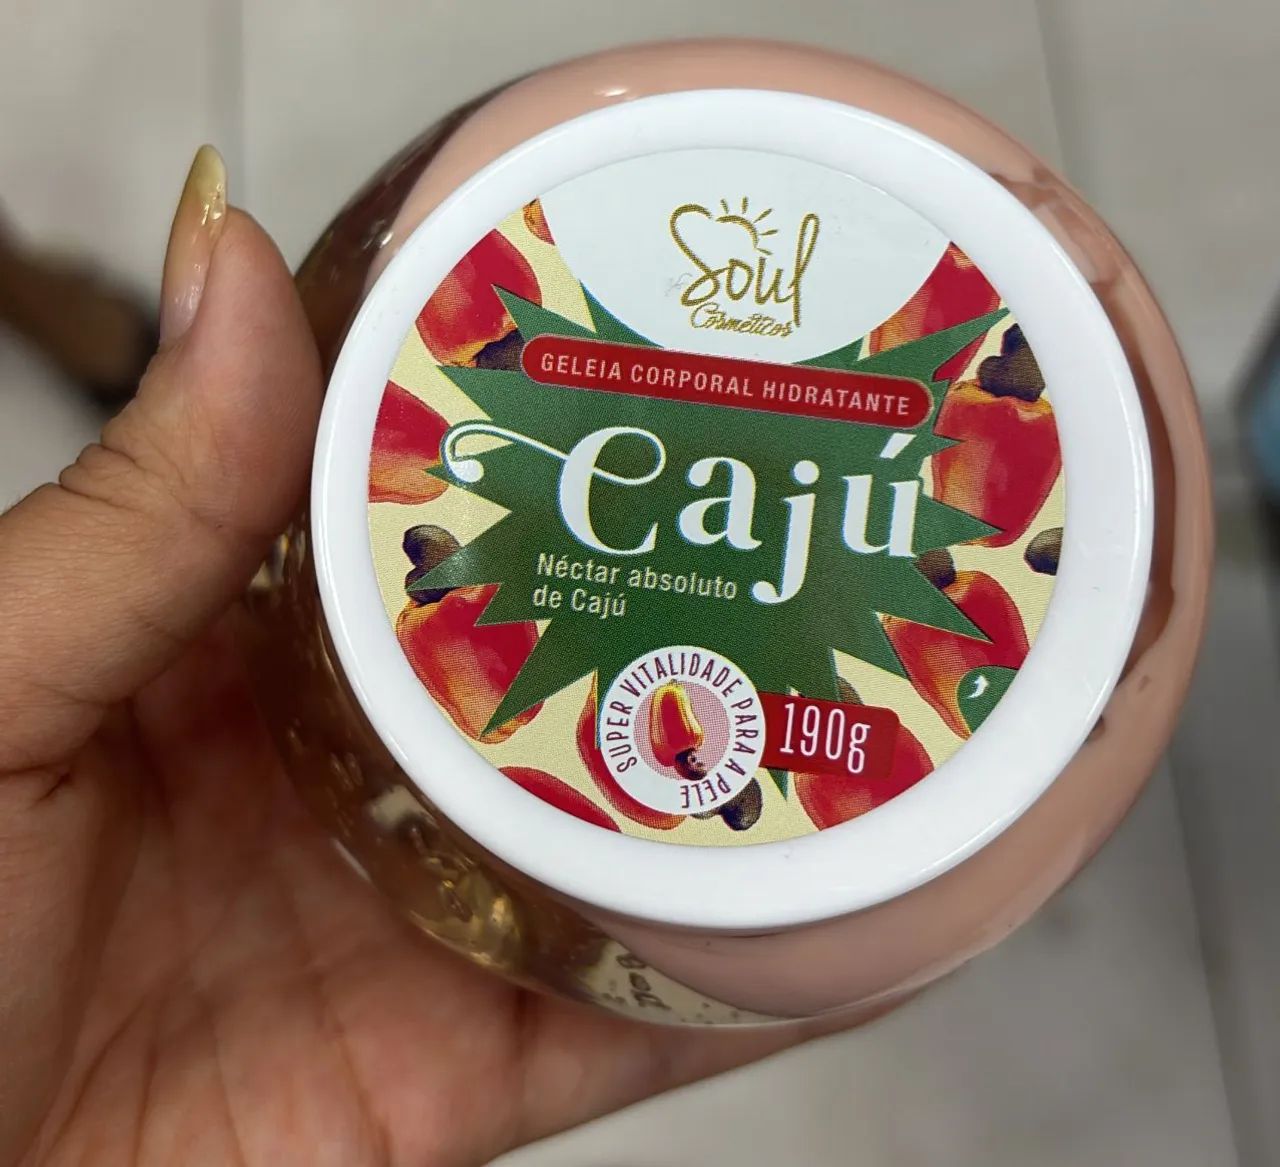 Soul
Cosméticos
GELEIA CORPORAL HIDRATANTE
Cajú
Néctar absoluto
de Cajú
SUPER VITALIDADE PARA A PELE
190g